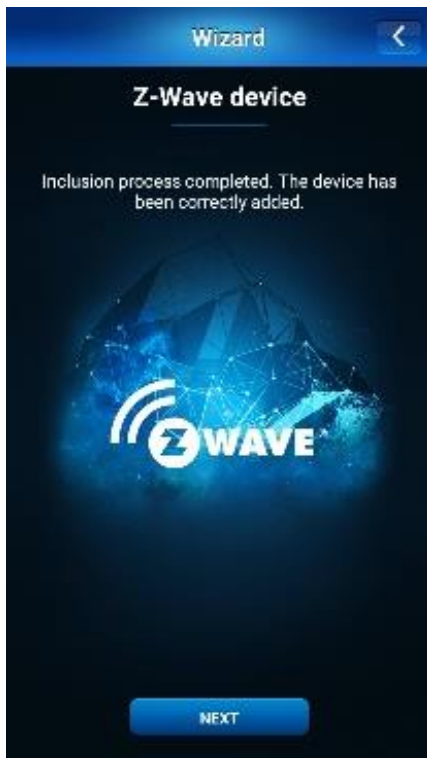 Wizard
Z-Wave device
Inclusion process completed. The device has
been correctly added.
Z WAVE
NEXT